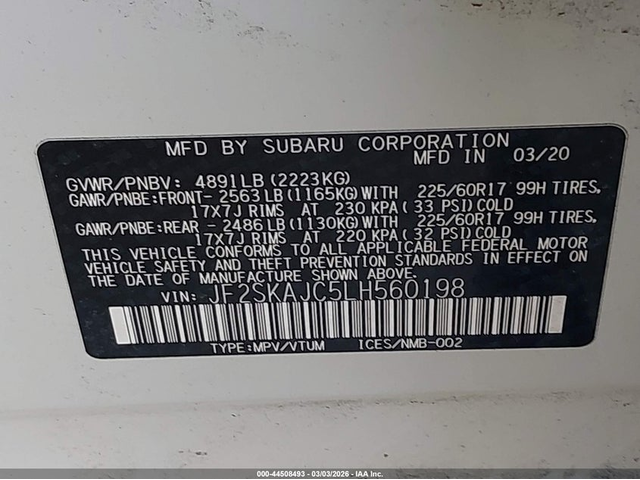 MFD BY SUBARU CORPORATION
MFD IN 03/20
GVWR/PNBV: 4891LB(2223KG)
GAWR/PNBE:FRONT- 2563LB(1165KG)WITH 225/60R17 99H TIRES,
17X7J RIMS AT 230 KPA(33 PSI)COLD
GAWR/PNBE:REAR - 2486LB(1130KG)WITH 225/60R17 99H TIRES,
17X7J RIMS AT 220 KPA(32 PSI)COLD
THIS VEHICLE CONFORMS TO ALL APPLICABLE FEDERAL MOTOR
VEHICLE SAFETY AND THEFT PREVENTION STANDARDS IN EFFECT ON
THE DATE OF MANUFACTURE SHOWN ABOVE.
VIN: JF2SKAJC5LH560198
TYPE:MPV/VTUM ICES/NMB-002
000-44508493 - 03/03/2026 - IAA Inc.